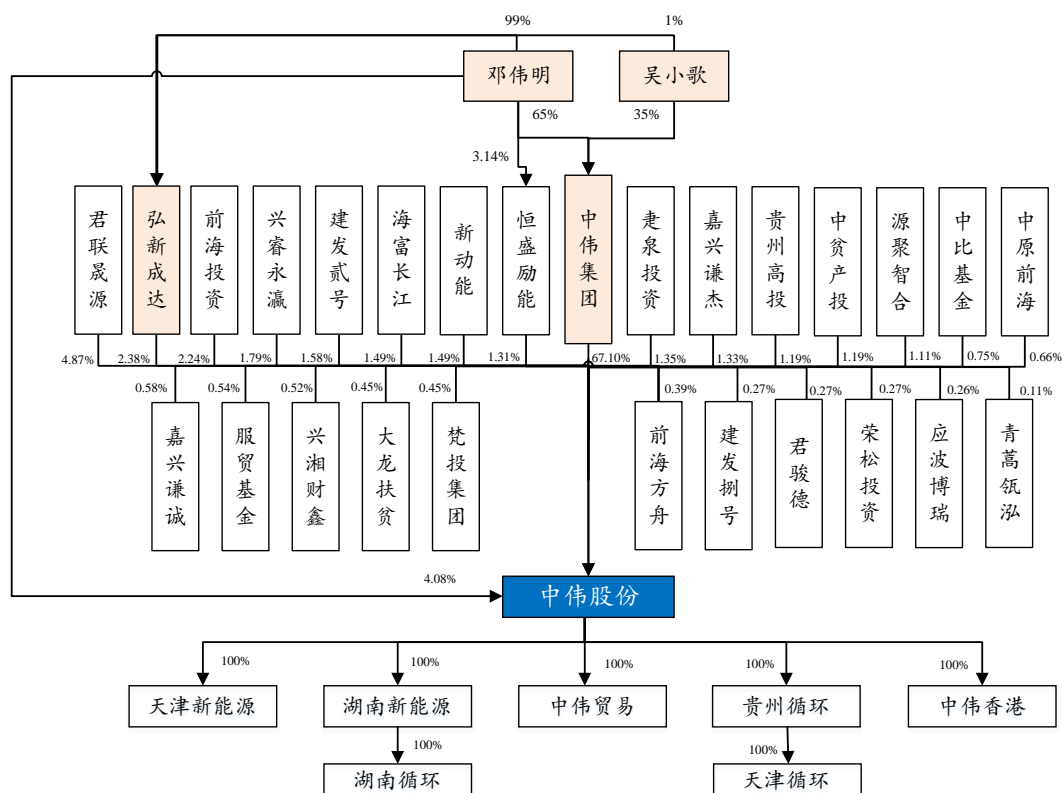 99%
1%
邓伟明
吴小歌
65%
35%
3.14%
君联晟源
弘新成达
前海投资
兴睿永瀛
建发贰号
海富长江
新动能
恒盛励能
中伟集团
疌泉投资
嘉兴谦杰
贵州高投
中贫产投
源聚智合
中比基金
中原前海
4.87%
2.38%
2.24%
1.79%
1.58%
1.49%
1.49%
1.31%
67.10%
1.35%
1.33%
1.19%
1.19%
1.11%
0.75%
0.66%
0.58%
0.54%
0.52%
0.45%
0.45%
0.39%
0.27%
0.27%
0.27%
0.26%
0.11%
嘉兴谦诚
服贸基金
兴湘财鑫
大龙扶贫
梵投集团
前海方舟
建发捌号
君骏德
荣松投资
应波博瑞
青蒿瓴泓
4.08%
中伟股份
100%
100%
100%
100%
100%
天津新能源
湖南新能源
中伟贸易
贵州循环
中伟香港
100%
100%
湖南循环
天津循环